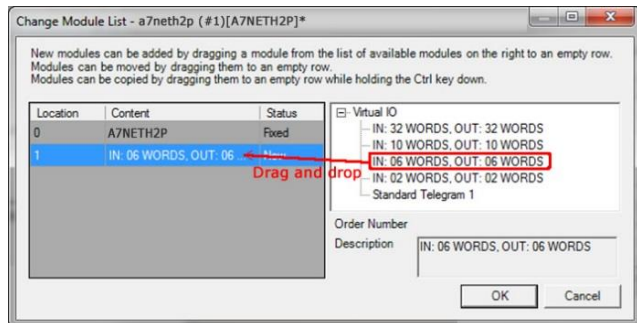 Change Module List - a7neth2p (#1)[A7NETH2P]*
New modules can be added by dragging a module from the list of available modules on the right to an empty row.
Modules can be moved by dragging them to an empty row.
Modules can be copied by dragging them to an empty row while holding the Ctrl key down.
Location Content Status
0 A7NETH2P Fixed
1 IN: 06 WORDS, OUT: 06 ... New
Drag and drop
Virtual IO
IN: 32 WORDS, OUT: 32 WORDS
IN: 10 WORDS, OUT: 10 WORDS
IN: 06 WORDS, OUT: 06 WORDS
IN: 02 WORDS, OUT: 02 WORDS
Standard Telegram 1
Order Number
Description IN: 06 WORDS, OUT: 06 WORDS
OK Cancel